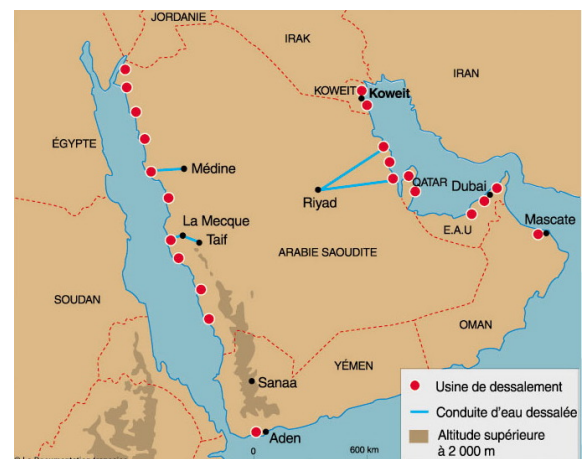 JORDANIE
IRAK
IRAN
KOWEIT
Koweit
ÉGYPTE
Médine
QATAR
Dubai
Riyad
La Mecque
Taif
E.A.U
Mascate
ARABIE SAOUDITE
SOUDAN
OMAN
YÉMEN
Sanaa
Aden
0
600 km
Usine de dessalement
Conduite d'eau dessalée
Altitude supérieure
à 2 000 m